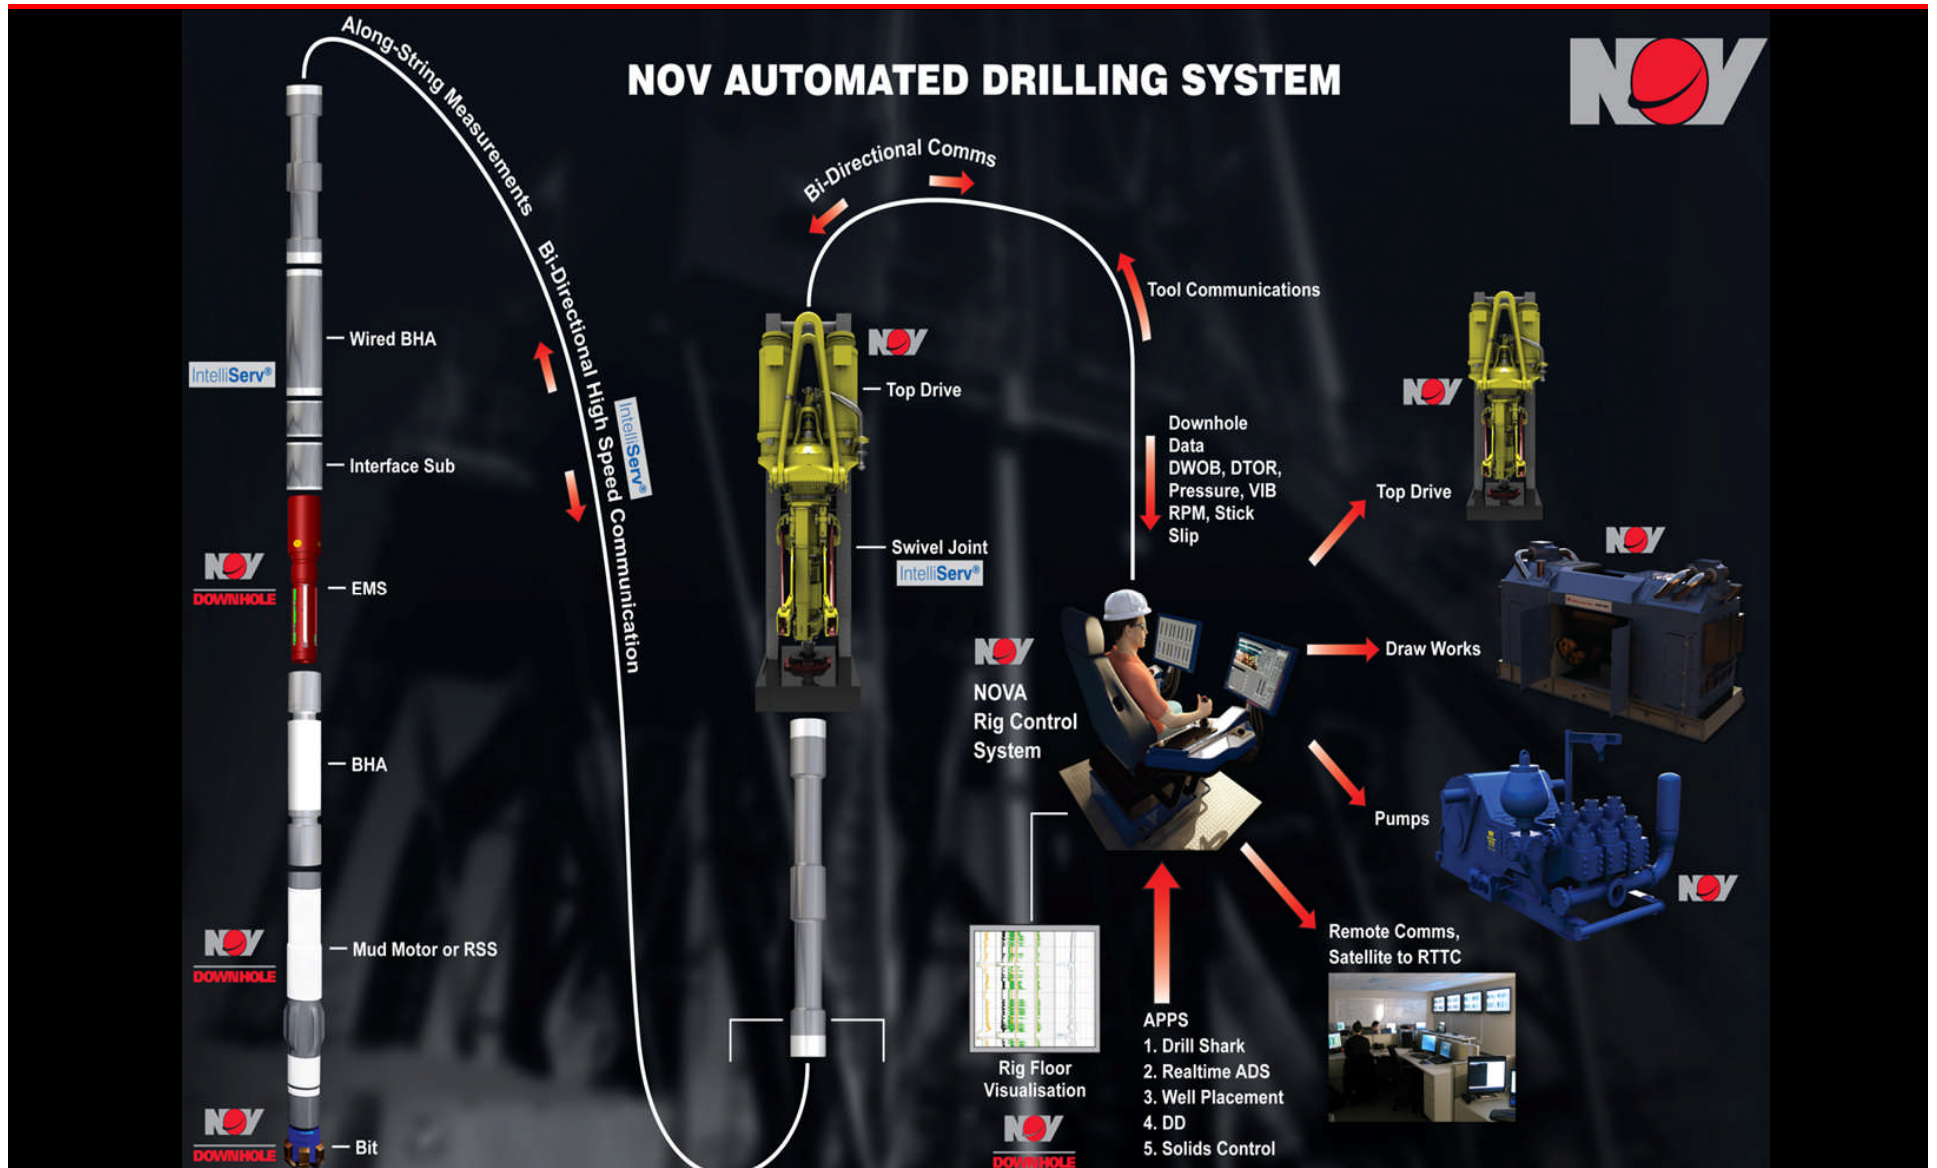 NOV AUTOMATED DRILLING SYSTEM
NOV
Along-String Measurements
Bi-Directional High Speed Communication
IntelliServ®
Wired BHA
IntelliServ®
Interface Sub
NOV
DOWNHOLE
EMS
BHA
NOV
DOWNHOLE
Mud Motor or RSS
NOV
DOWNHOLE
Bit
Bi-Directional Comms
NOV
Top Drive
Swivel Joint
IntelliServ®
Tool Communications
Downhole
Data
DWOB, DTOR,
Pressure, VIB
RPM, Stick
Slip
NOV
NOVA
Rig Control
System
NOV
Top Drive
NOV
Draw Works
Pumps
NOV
Remote Comms,
Satellite to RTTC
Rig Floor
Visualisation
NOV
DOWNHOLE
APPS
1. Drill Shark
2. Realtime ADS
3. Well Placement
4. DD
5. Solids Control